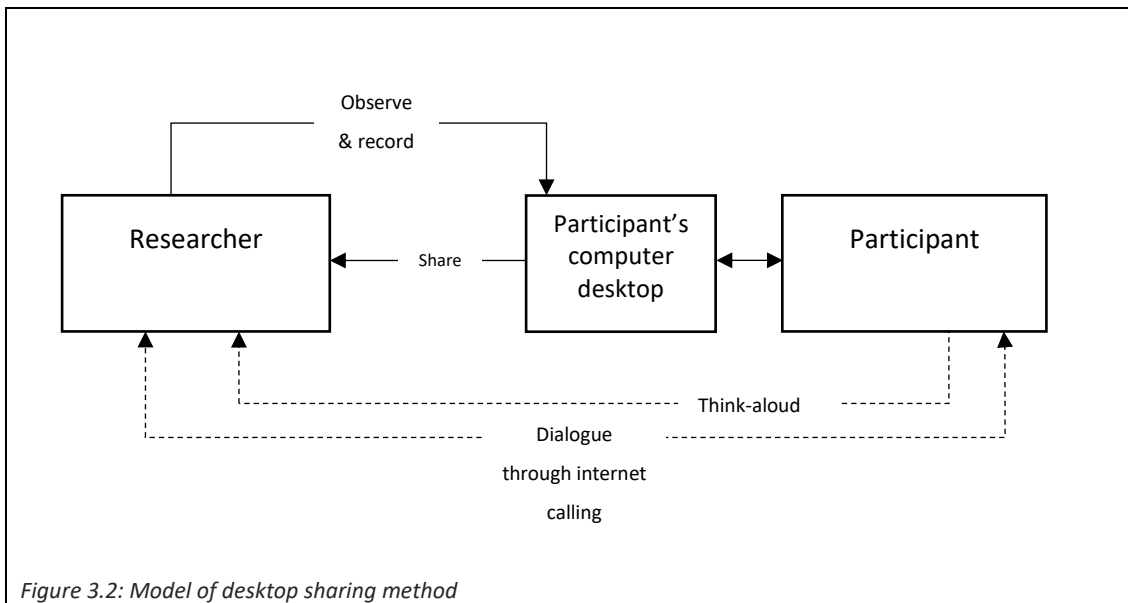 Observe
& record
Researcher
Share
Participant’s
computer
desktop
Participant
Think-aloud
Dialogue
through internet
calling
Figure 3.2: Model of desktop sharing method